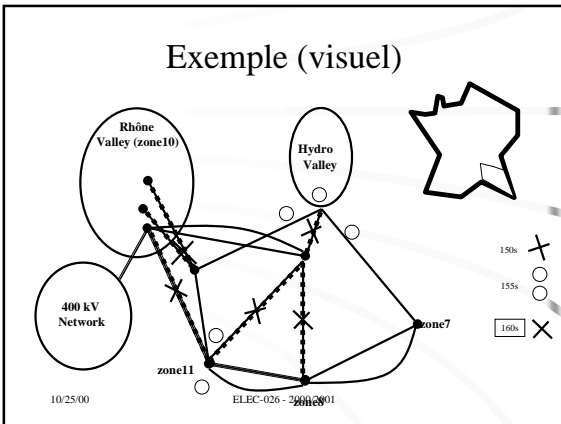 Exemple (visuel)
Rhône
Valley (zone10)
Hydro
Valley
400 kV
Network
150s
155s
160s
zone7
zone11
zone8
10/25/00
ELEC-026 - 2000/2001